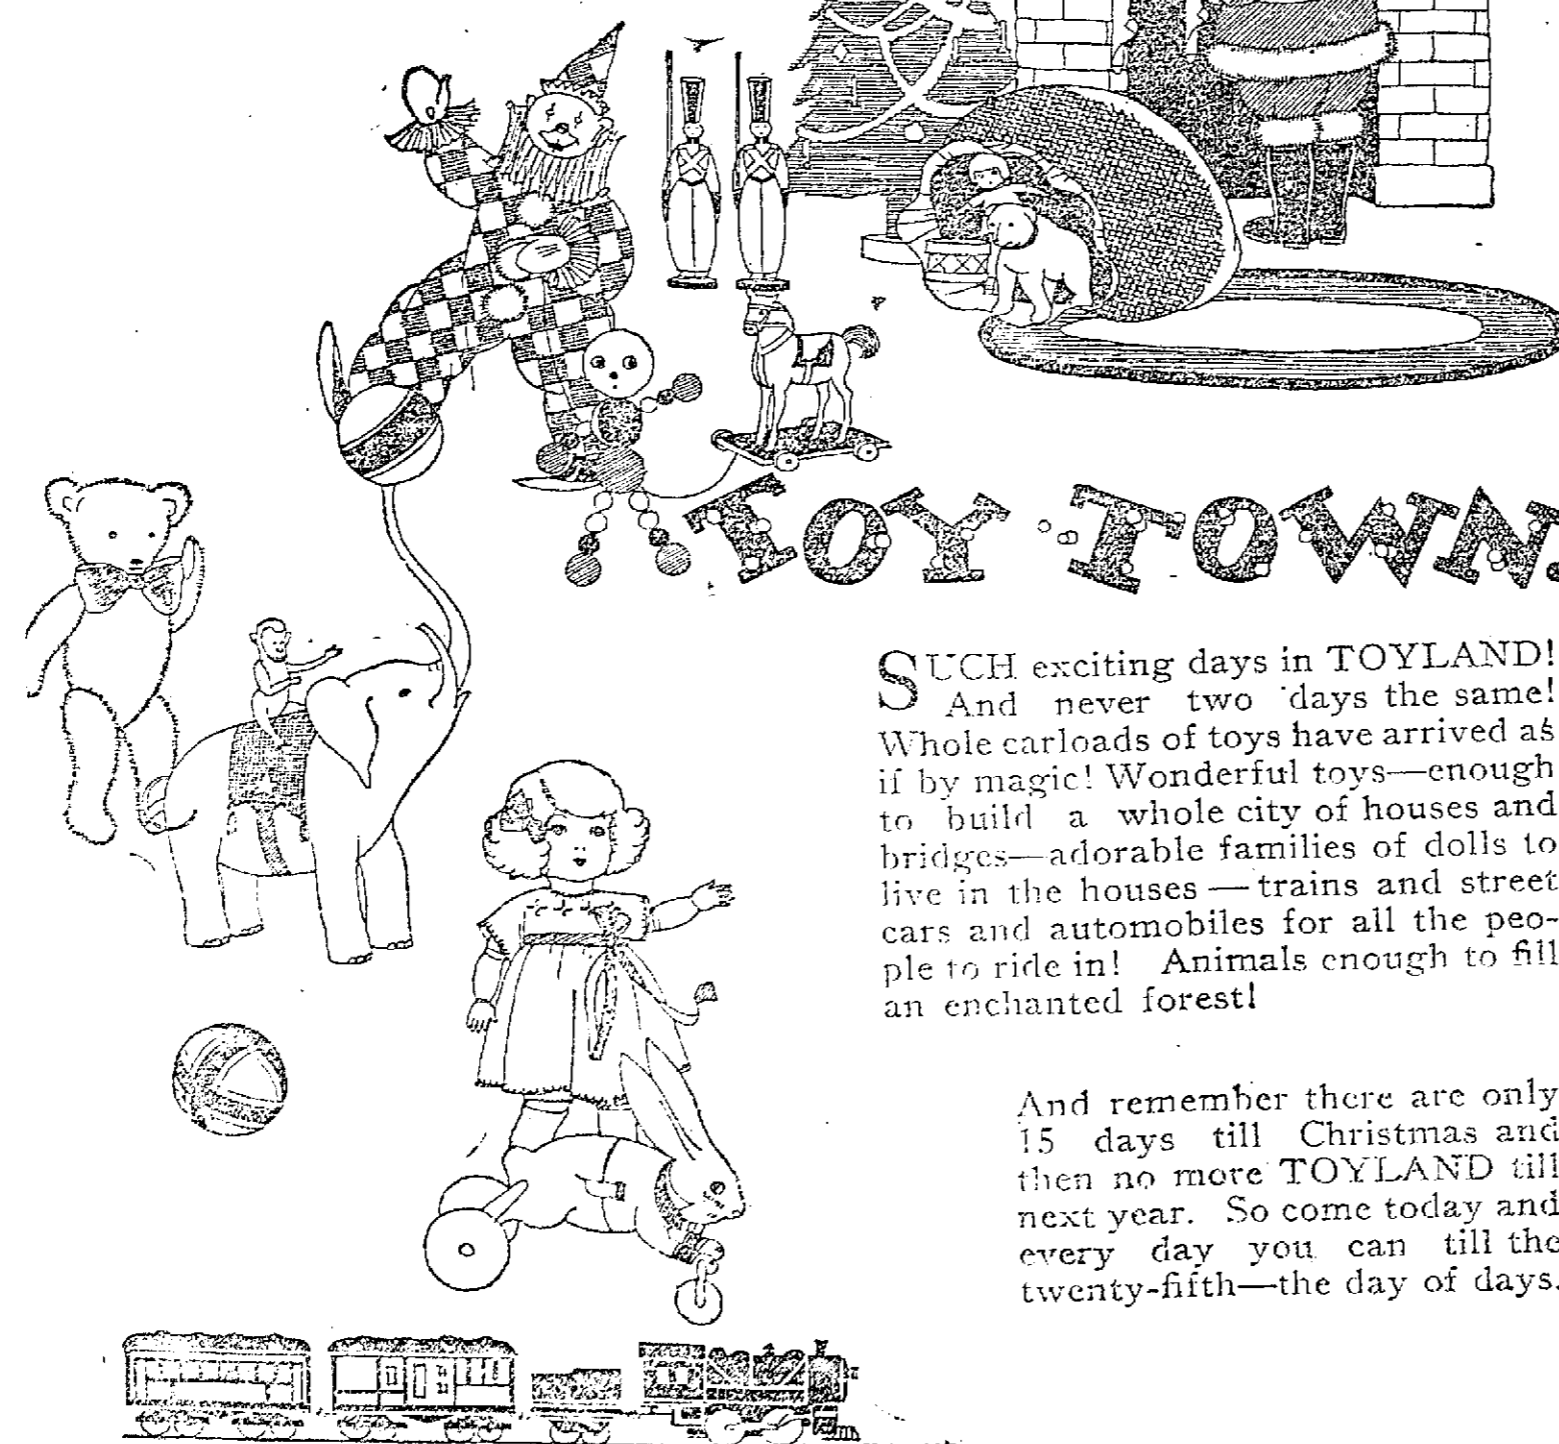 TOY TOWN.
SUCH exciting days in TOYLAND!
And never two days the same!
Whole carloads of toys have arrived as
if by magic! Wonderful toys—enough
to build a whole city of houses and
bridges—adorable families of dolls to
live in the houses — trains and street
cars and automobiles for all the peo-
ple to ride in! Animals enough to fill
an enchanted forest!
And remember there are only
15 days till Christmas and
then no more TOYLAND till
next year. So come today and
every day you can till the
twenty-fifth—the day of days.